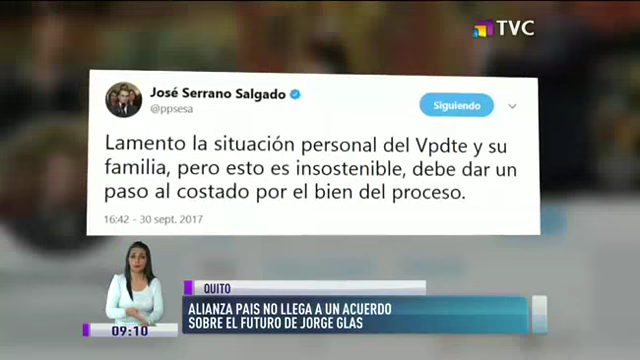 TVC
José Serrano Salgado
@ppsesa
Siguiendo
Lamento la situación personal del Vpdte y su
familia, pero esto es insostenible, debe dar un
paso al costado por el bien del proceso.
16:42 - 30 sept. 2017
QUITO
ALIANZA PAIS NO LLEGA A UN ACUERDO
SOBRE EL FUTURO DE JORGE GLAS
09:10